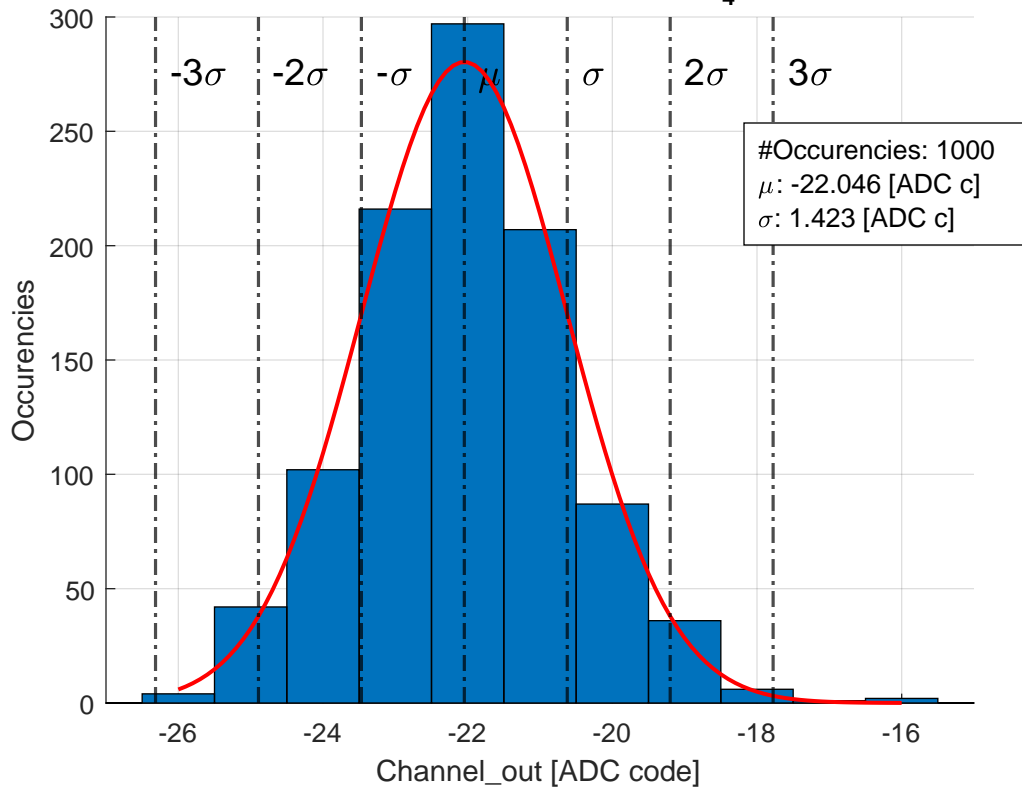 4
300
-3σ -2σ -σ μ σ 2σ 3σ
250
#Occurencies: 1000
μ: -22.046 [ADC c]
σ: 1.423 [ADC c]
200
150
100
50
0
Occurencies
-26 -24 -22 -20 -18 -16
Channel_out [ADC code]